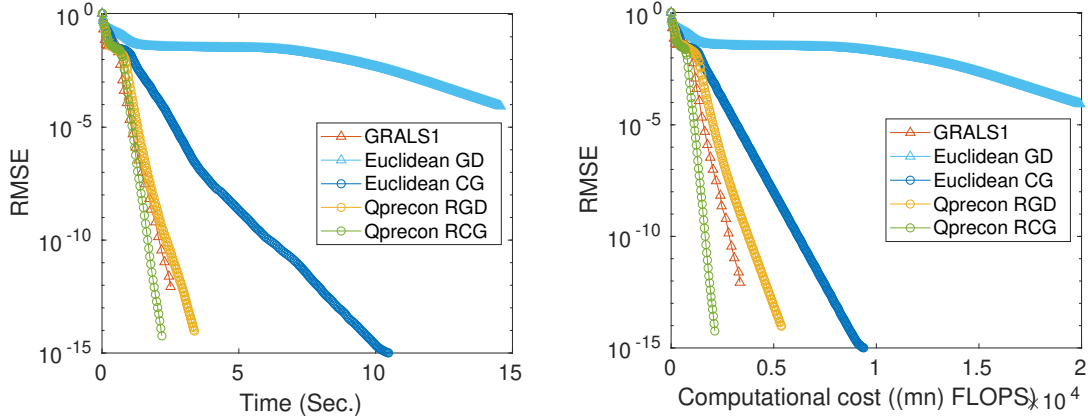 10^0
10^-5
10^-10
10^-15
RMSE
0
5
10
15
Time (Sec.)
GRALS1
Euclidean GD
Euclidean CG
Qprecon RGD
Qprecon RCG
10^0
10^-5
10^-10
10^-15
RMSE
0
0.5
1
1.5
2
Computational cost ((mn) FLOPS)
×10^4
GRALS1
Euclidean GD
Euclidean CG
Qprecon RGD
Qprecon RCG